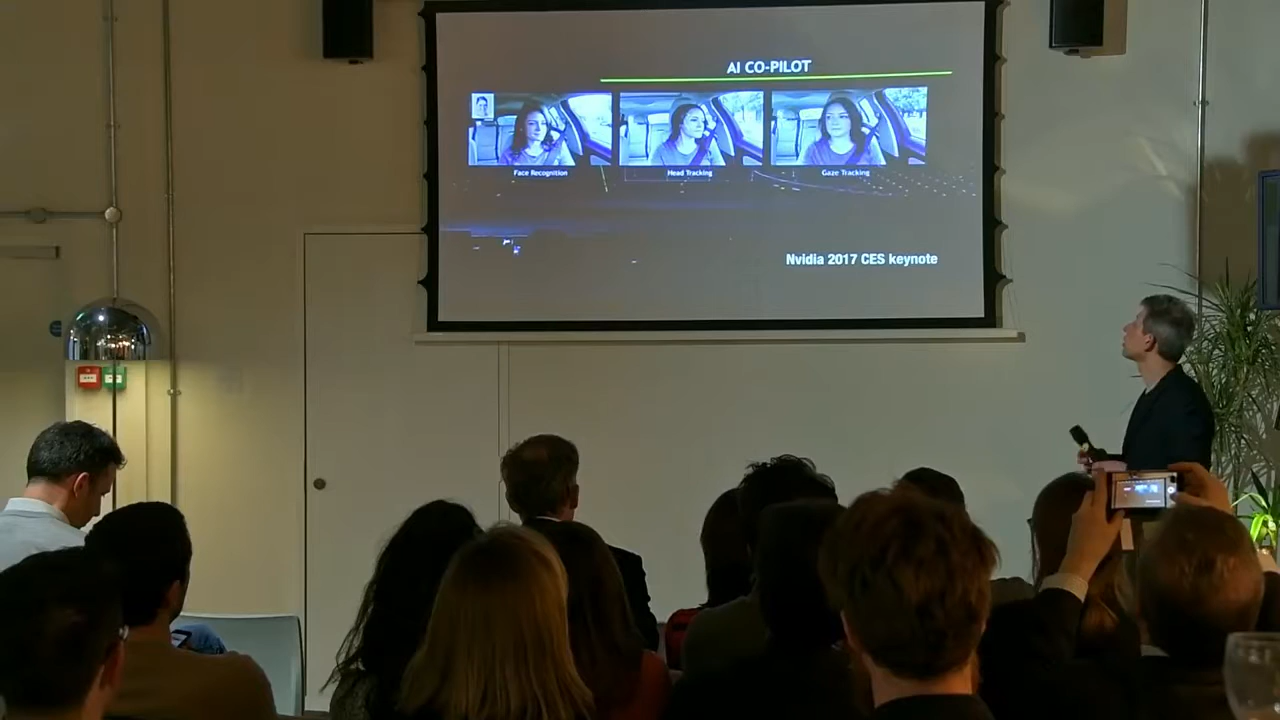 AI CO-PILOT
Face Recognition
Head Tracking
Gaze Tracking
Nvidia 2017 CES keynote